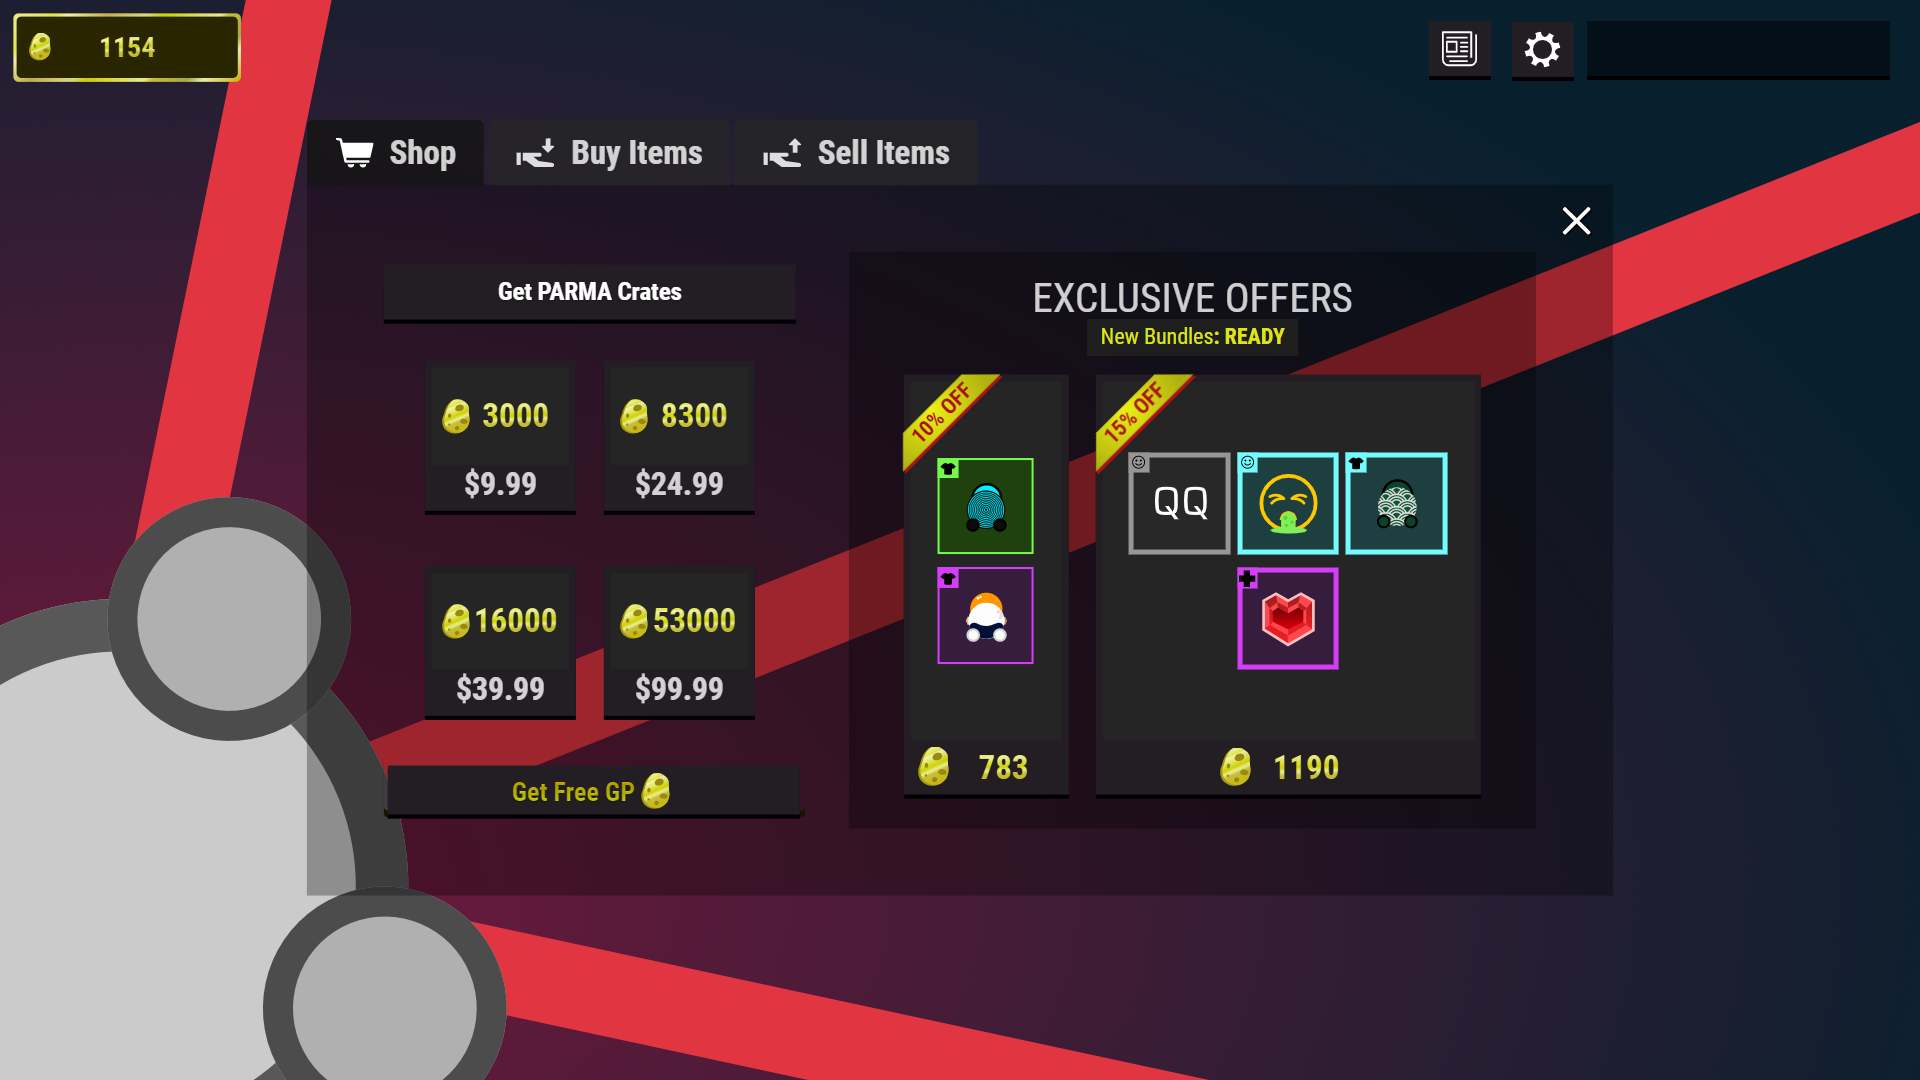 1154
Shop
Buy Items
Sell Items
Get PARMA Crates
3000
$9.99
8300
$24.99
16000
$39.99
53000
$99.99
Get Free GP
EXCLUSIVE OFFERS
New Bundles: READY
10% OFF
783
15% OFF
QQ
1190